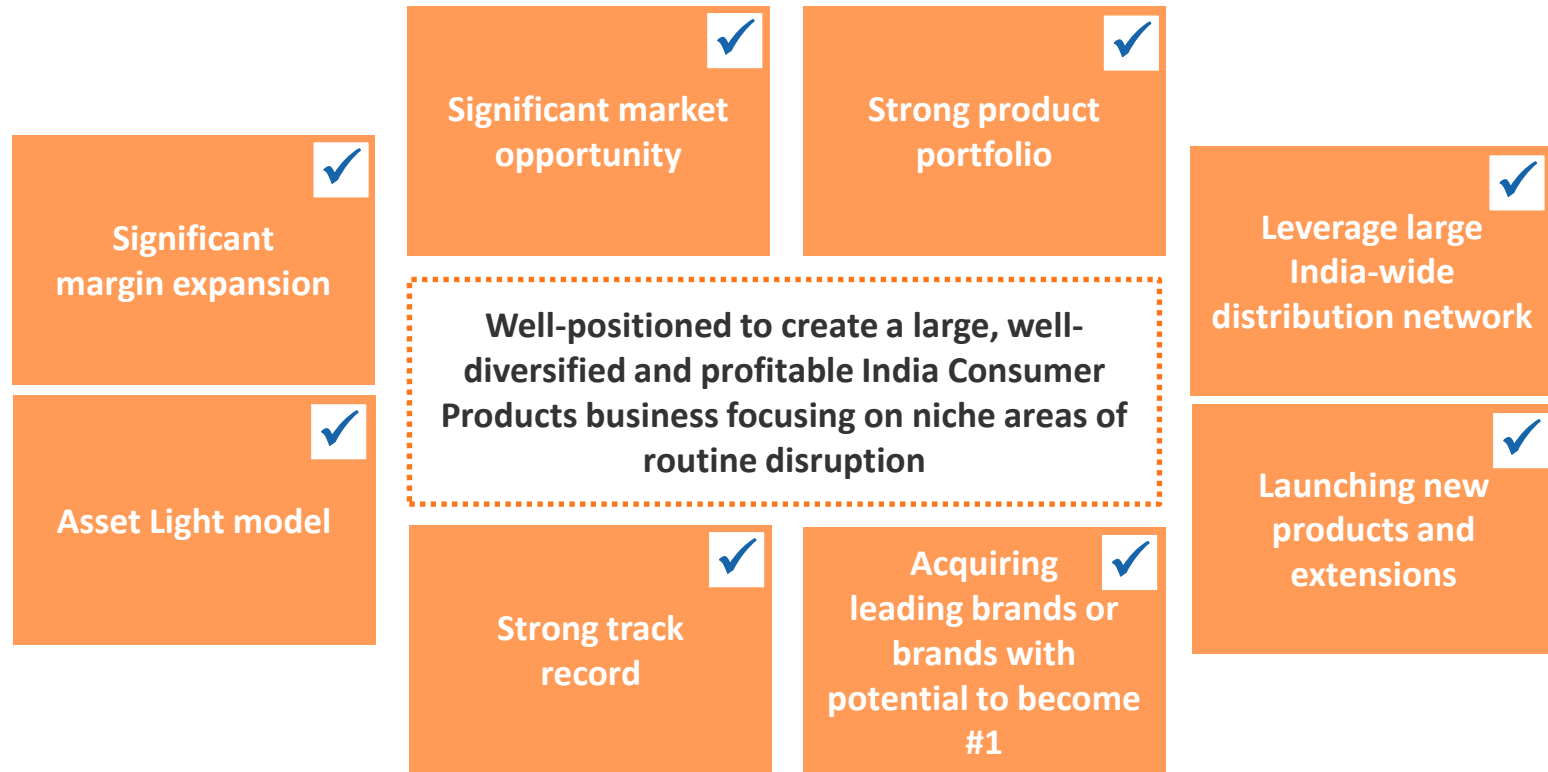 Significant market
opportunity
Strong product
portfolio
Significant
margin expansion
Leverage large
India-wide
distribution network
Well-positioned to create a large, well-
diversified and profitable India Consumer
Products business focusing on niche areas of
routine disruption
Asset Light model
Launching new
products and
extensions
Strong track
record
Acquiring
leading brands or
brands with
potential to become
#1